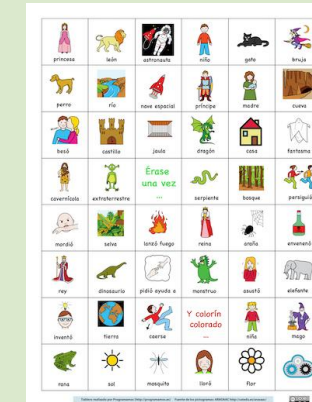 princesa león astronauta niño gato bruja
perro río nave espacial príncipe madre cueva
besó castillo jaula dragón casa fantasma
cavernícola extraterrestre Érase una vez ... serpiente bosque persiguió
mordió selva lanzó fuego reina araña envenenó
rey dinosaurio pidió ayuda a monstruo asustó elefante
inventó tierra caerse Y colorín colorado ... niña mago
rana sol mosquito lloró flor